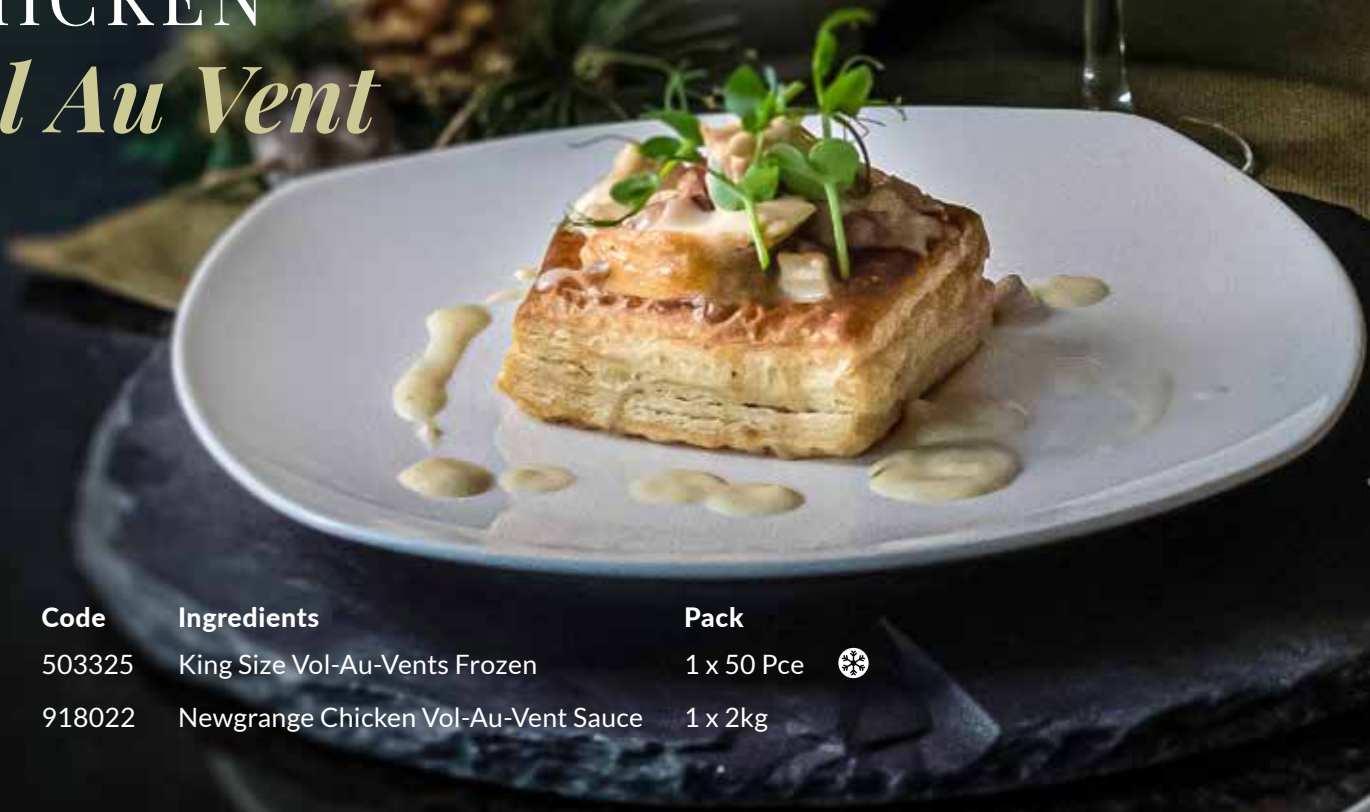 HICKEN
l Au Vent
Code Ingredients Pack
503325 King Size Vol-Au-Vents Frozen 1 x 50 Pce
918022 Newgrange Chicken Vol-Au-Vent Sauce 1 x 2kg